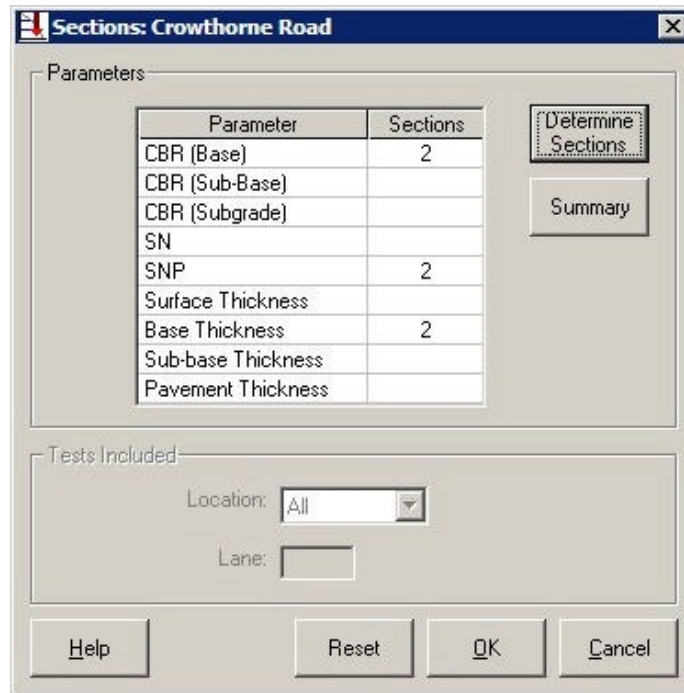 Sections: Crowthorne Road
Parameters
Parameter Sections
CBR (Base) 2
CBR (Sub-Base)
CBR (Subgrade)
SN
SNP 2
Surface Thickness
Base Thickness 2
Sub-base Thickness
Pavement Thickness
Determine
Sections
Summary
Tests Included
Location: All
Lane:
Help Reset OK Cancel